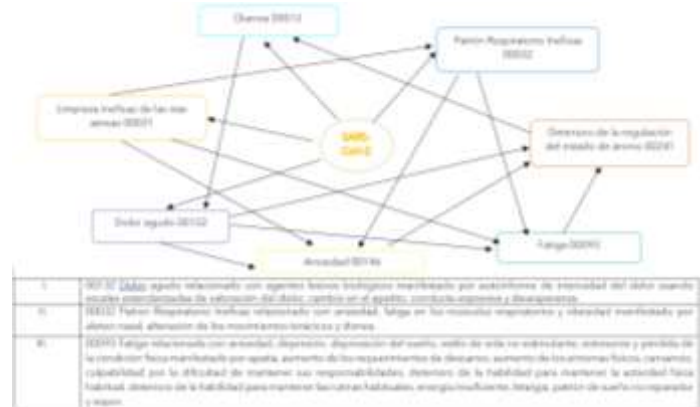 Diarrea 00013
Patrón Respiratorio Ineficaz
00032
Limpieza Ineficaz de las vías
aéreas 00031
SARS-
CoV-2
Deterioro de la regulación
del estado de ánimo 00241
Dolor agudo 00132
Fatiga 00093
Ansiedad 00146
I. 00132 Dolor agudo relacionado con agentes lesivos biológicos manifestado por autoinforme de intensidad del dolor usando
escalas estandarizadas de valoración del dolor, cambio en el apetito, conducta expresiva y desesperanza.
II. 00032 Patrón Respiratorio Ineficaz relacionado con ansiedad, fatiga en los músculos respiratorios y obesidad manifestado por
aleteo nasal, alteración de los movimientos torácicos y disnea.
III. 00093 Fatiga relacionada con ansiedad, depresión, deprivación del sueño, estilo de vida no estimulante, estresores y pérdida de
la condición física manifestado por apatía, aumento de los requerimientos de descanso, aumento de los síntomas físicos, cansancio,
culpabilidad por la dificultad de mantener sus responsabilidades, deterioro de la habilidad para mantener la actividad física
habitual, deterioro de la habilidad para mantener las rutinas habituales, energía insuficiente, letargia, patrón de sueño no reparador
y sopor.